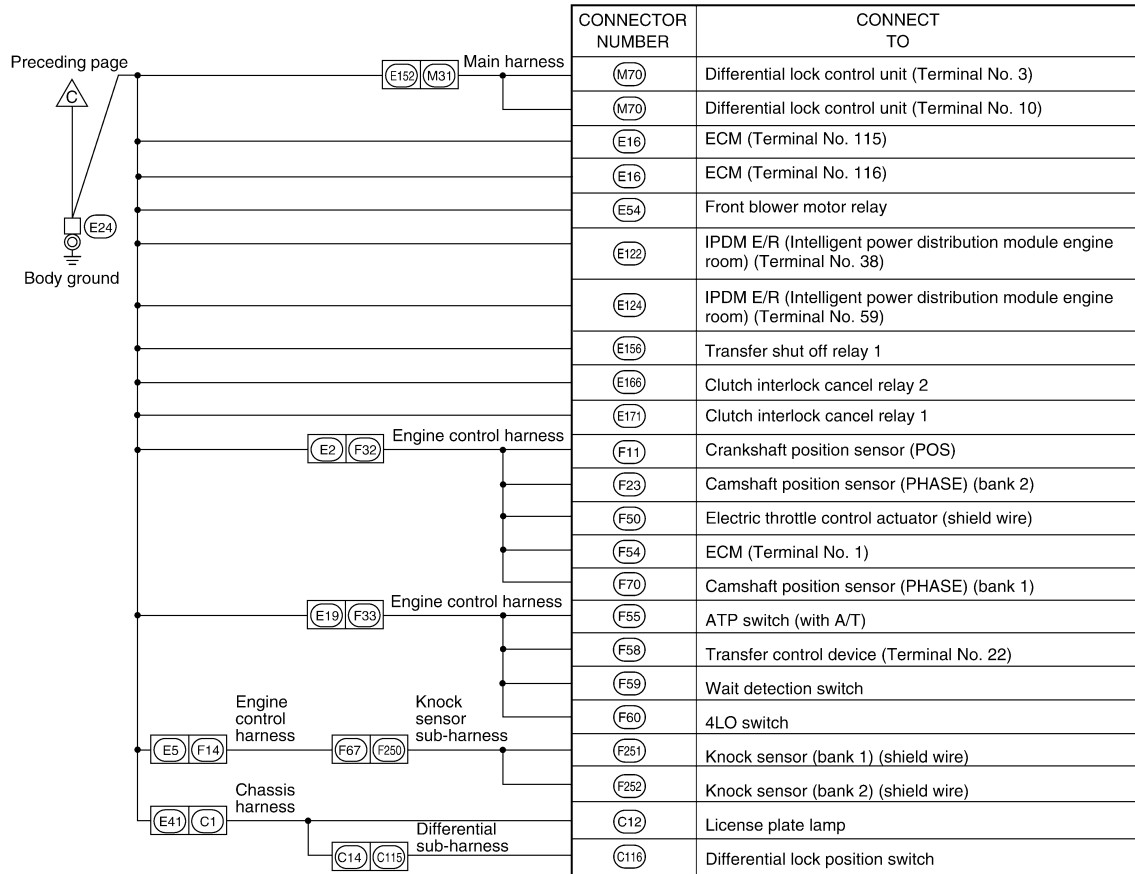 CONNECTOR NUMBER
CONNECT TO
Preceding page
C
E24
Body ground
E152 M31 Main harness
M70 Differential lock control unit (Terminal No. 3)
M70 Differential lock control unit (Terminal No. 10)
E16 ECM (Terminal No. 115)
E16 ECM (Terminal No. 116)
E54 Front blower motor relay
E122 IPDM E/R (Intelligent power distribution module engine
room) (Terminal No. 38)
E124 IPDM E/R (Intelligent power distribution module engine
room) (Terminal No. 59)
E156 Transfer shut off relay 1
E166 Clutch interlock cancel relay 2
E171 Clutch interlock cancel relay 1
E2 F32 Engine control harness
F11 Crankshaft position sensor (POS)
F23 Camshaft position sensor (PHASE) (bank 2)
F50 Electric throttle control actuator (shield wire)
F54 ECM (Terminal No. 1)
F70 Camshaft position sensor (PHASE) (bank 1)
E19 F33 Engine control harness
F55 ATP switch (with A/T)
F58 Transfer control device (Terminal No. 22)
F59 Wait detection switch
F60 4LO switch
E5 F14
Engine
control
harness
F67 F250
Knock
sensor
sub-harness
F251 Knock sensor (bank 1) (shield wire)
F252 Knock sensor (bank 2) (shield wire)
E41 C1
Chassis
harness
C12 License plate lamp
C14 C115
Differential
sub-harness
C116 Differential lock position switch